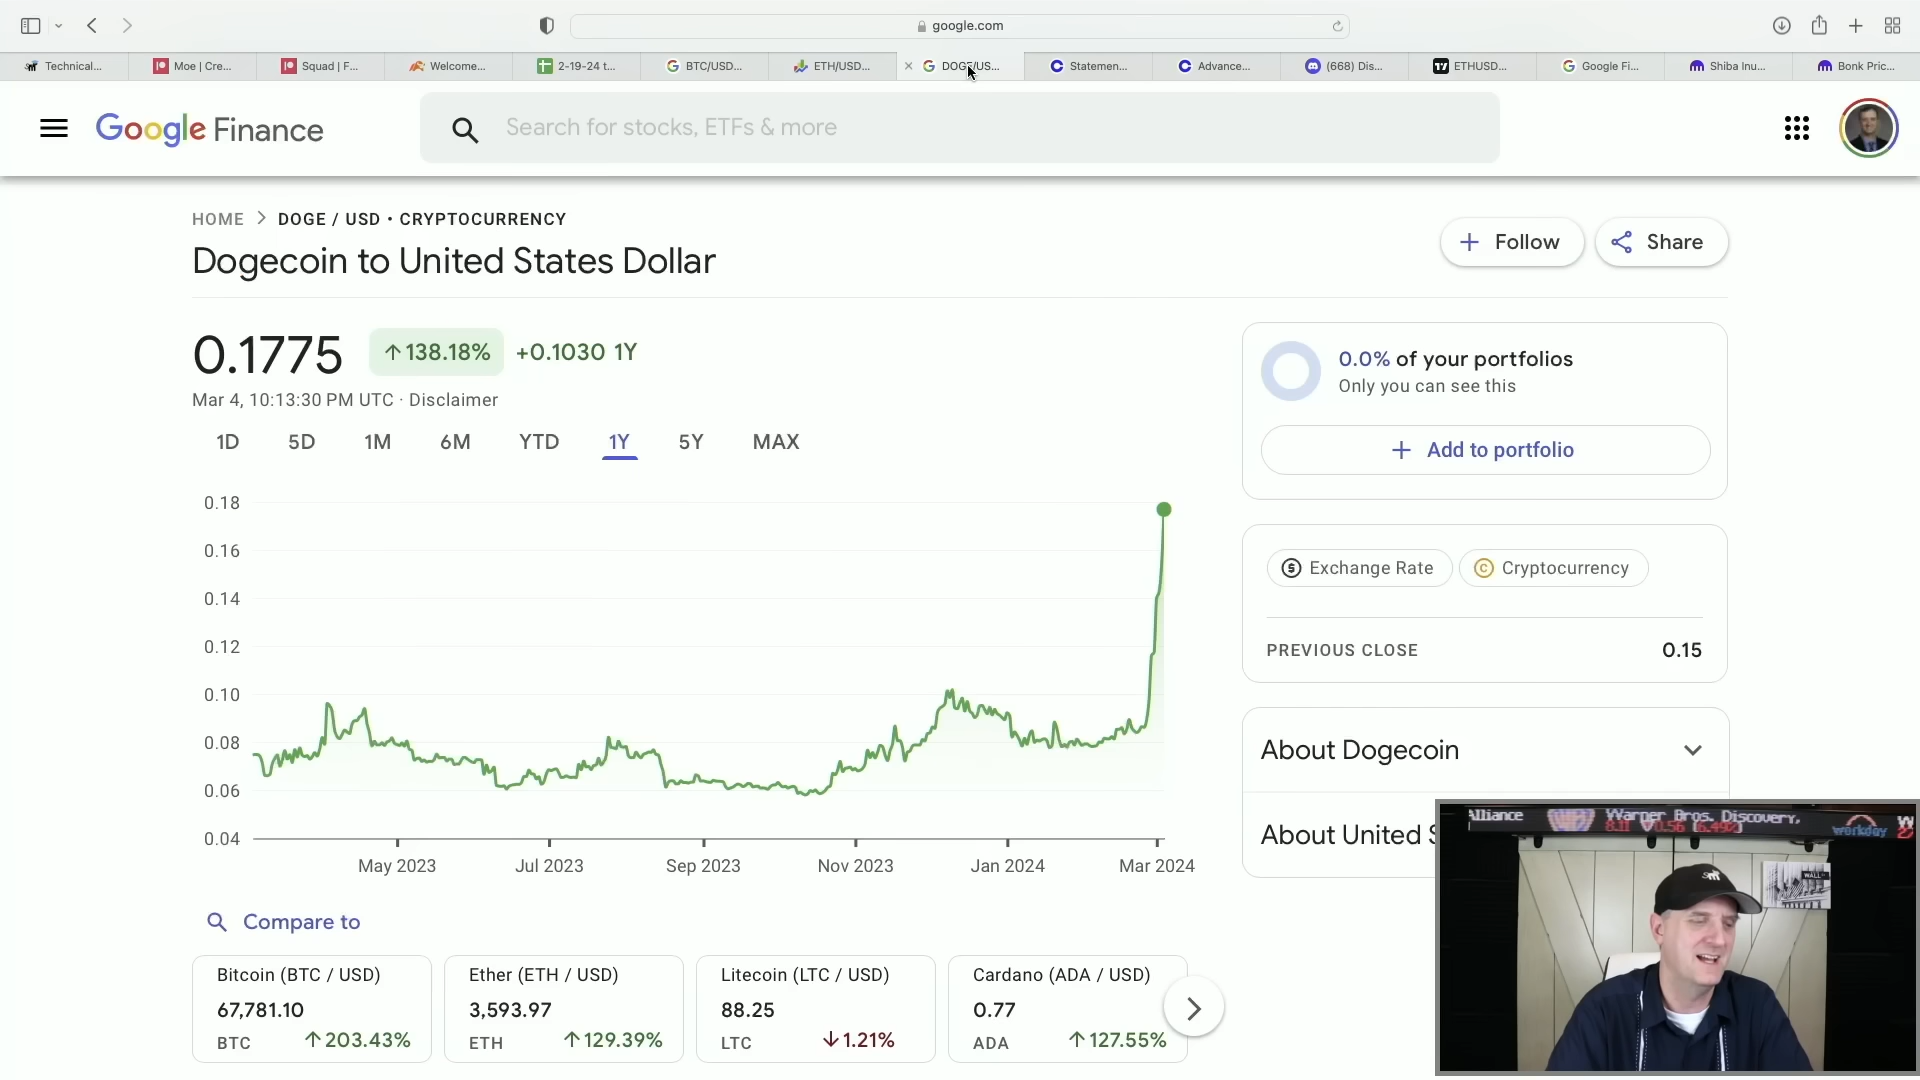 google.com
Technical...
Moe | Cre...
Squad | F...
Welcome...
2-19-24 t...
BTC/USD...
ETH/USD...
DOGE/US...
Statemen...
Advance...
(668) Dis...
ETHUSD...
Google Fi...
Shiba Inu...
Bonk Pric...
Google Finance
Search for stocks, ETFs & more
HOME > DOGE / USD • CRYPTOCURRENCY
Dogecoin to United States Dollar
Follow
Share
0.1775 ↑138.18% +0.1030 1Y
Mar 4, 10:13:30 PM UTC · Disclaimer
1D 5D 1M 6M YTD 1Y 5Y MAX
0.18
0.16
0.14
0.12
0.10
0.08
0.06
0.04
May 2023 Jul 2023 Sep 2023 Nov 2023 Jan 2024 Mar 2024
0.0% of your portfolios
Only you can see this
+ Add to portfolio
Exchange Rate
Cryptocurrency
PREVIOUS CLOSE 0.15
About Dogecoin
About United S
Compare to
Bitcoin (BTC / USD)
67,781.10
BTC ↑203.43%
Ether (ETH / USD)
3,593.97
ETH ↑129.39%
Litecoin (LTC / USD)
88.25
LTC ↓1.21%
Cardano (ADA / USD)
0.77
ADA ↑127.55%
Alliance
Warner Bros. Discovery,
8.11 ▼0.56 (6.49%)
workday
WALL